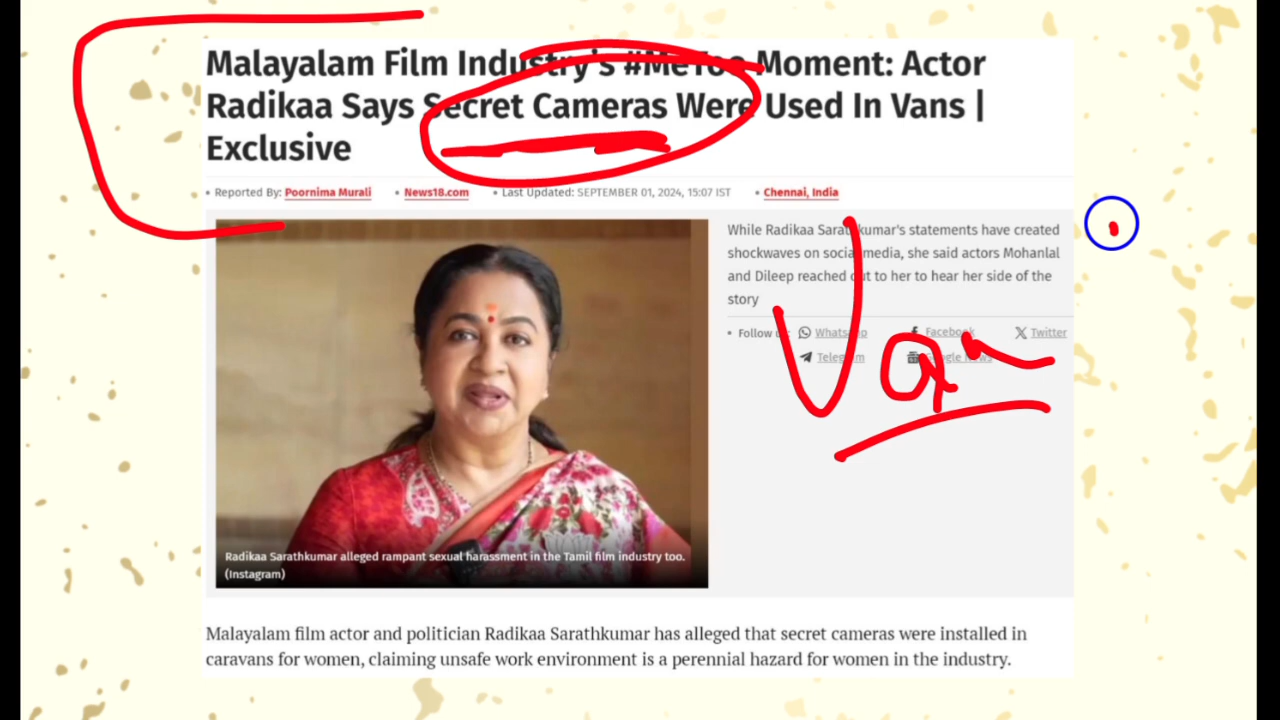 Malayalam Film Industry's #MeToo Moment: Actor
Radikaa Says Secret Cameras Were Used In Vans |
Exclusive
• Reported By: Poornima Murali • News18.com • Last Updated: SEPTEMBER 01, 2024, 15:07 IST • Chennai, India
While Radikaa Sarathkumar's statements have created
shockwaves on social media, she said actors Mohanlal
and Dileep reached out to her to hear her side of the
story
• Follow us: Whatsapp Facebook Twitter
Telegram Google News
Van
Radikaa Sarathkumar alleged rampant sexual harassment in the Tamil film industry too.
(Instagram)
Malayalam film actor and politician Radikaa Sarathkumar has alleged that secret cameras were installed in
caravans for women, claiming unsafe work environment is a perennial hazard for women in the industry.